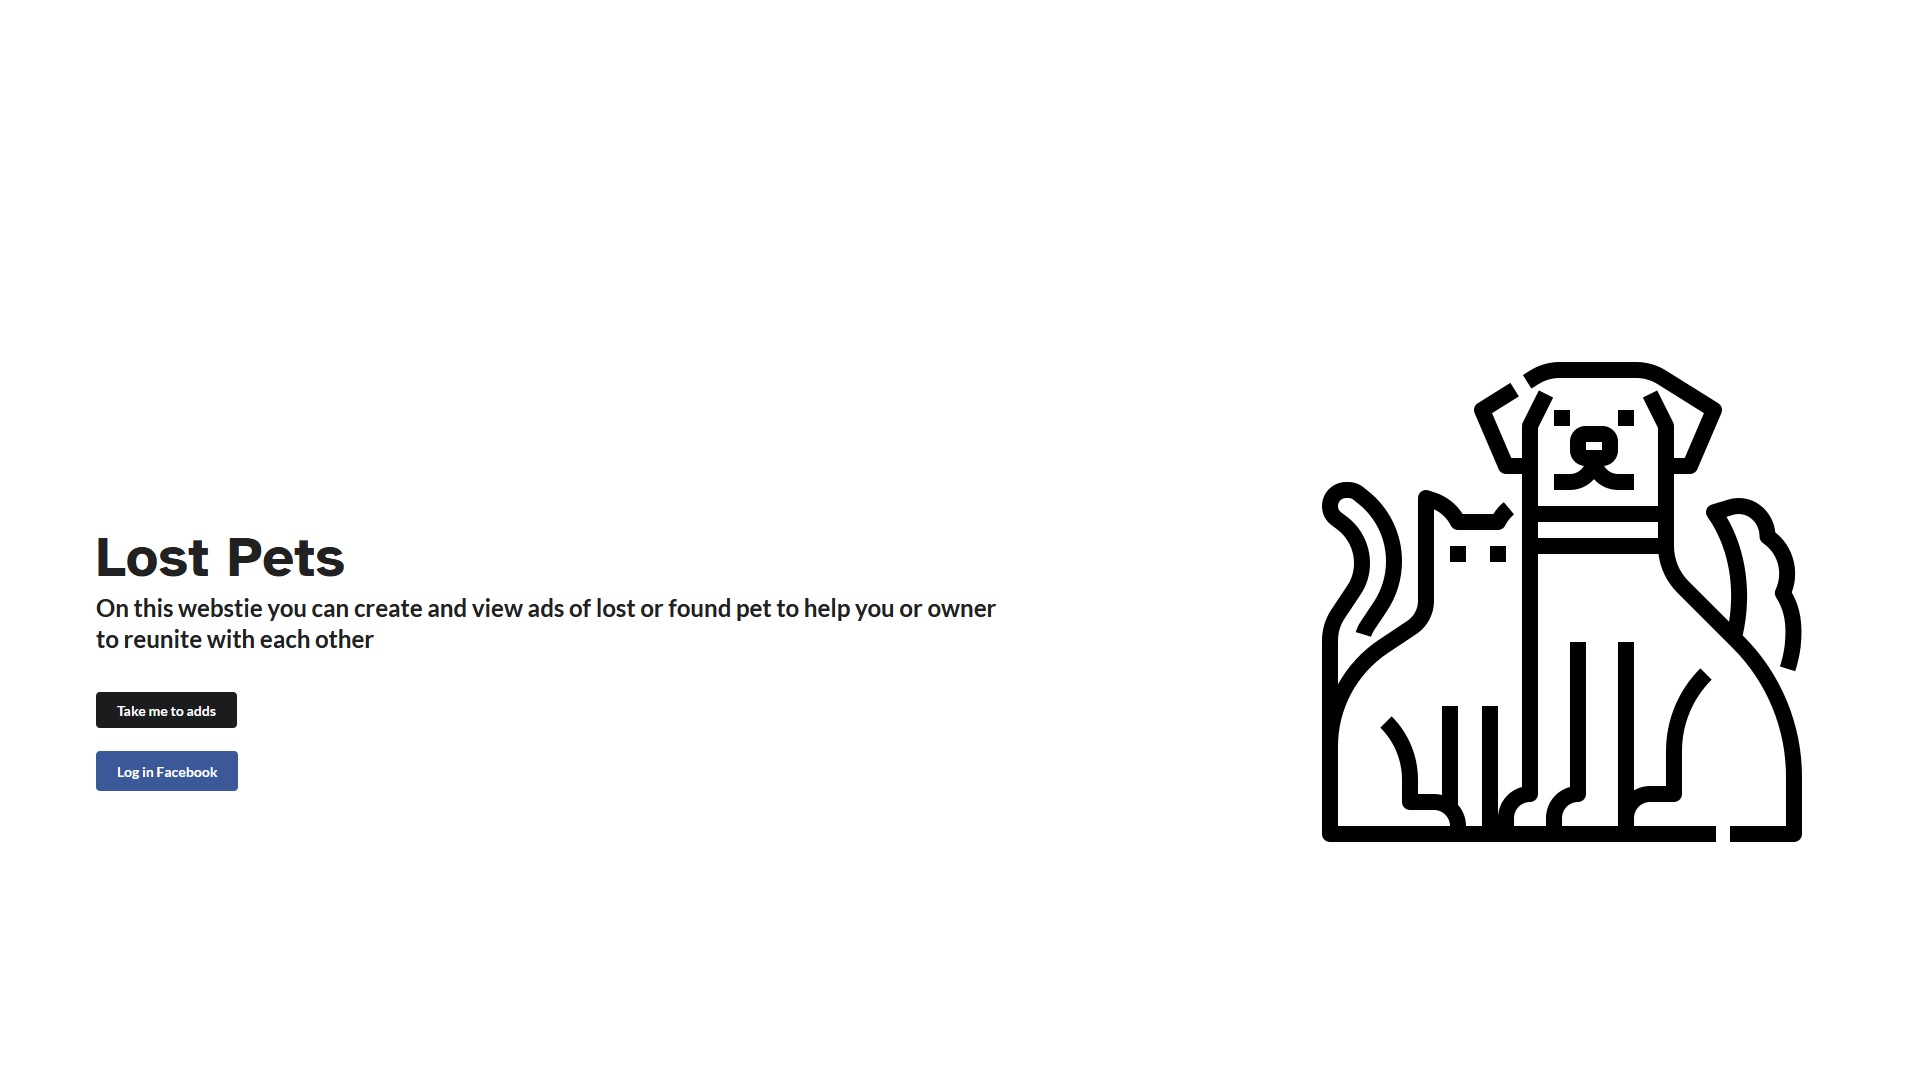 Lost Pets
On this webstie you can create and view ads of lost or found pet to help you or owner
to reunite with each other
Take me to adds
Log in Facebook